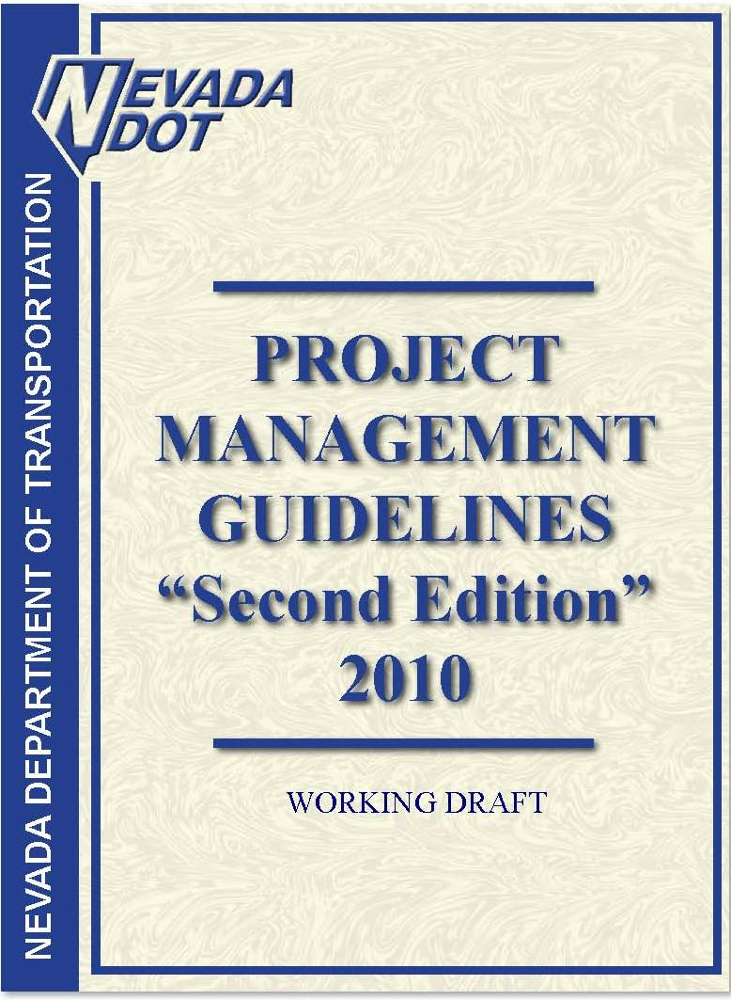 NEVADA
DOT
NEVADA DEPARTMENT OF TRANSPORTATION
PROJECT
MANAGEMENT
GUIDELINES
“Second Edition”
2010
WORKING DRAFT